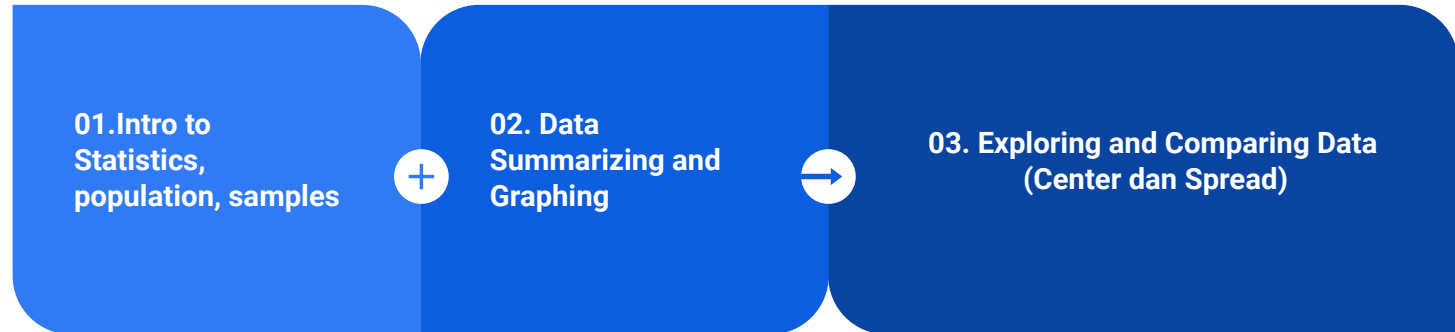 01.Intro to
Statistics,
population, samples
02. Data
Summarizing and
Graphing
03. Exploring and Comparing Data
(Center dan Spread)